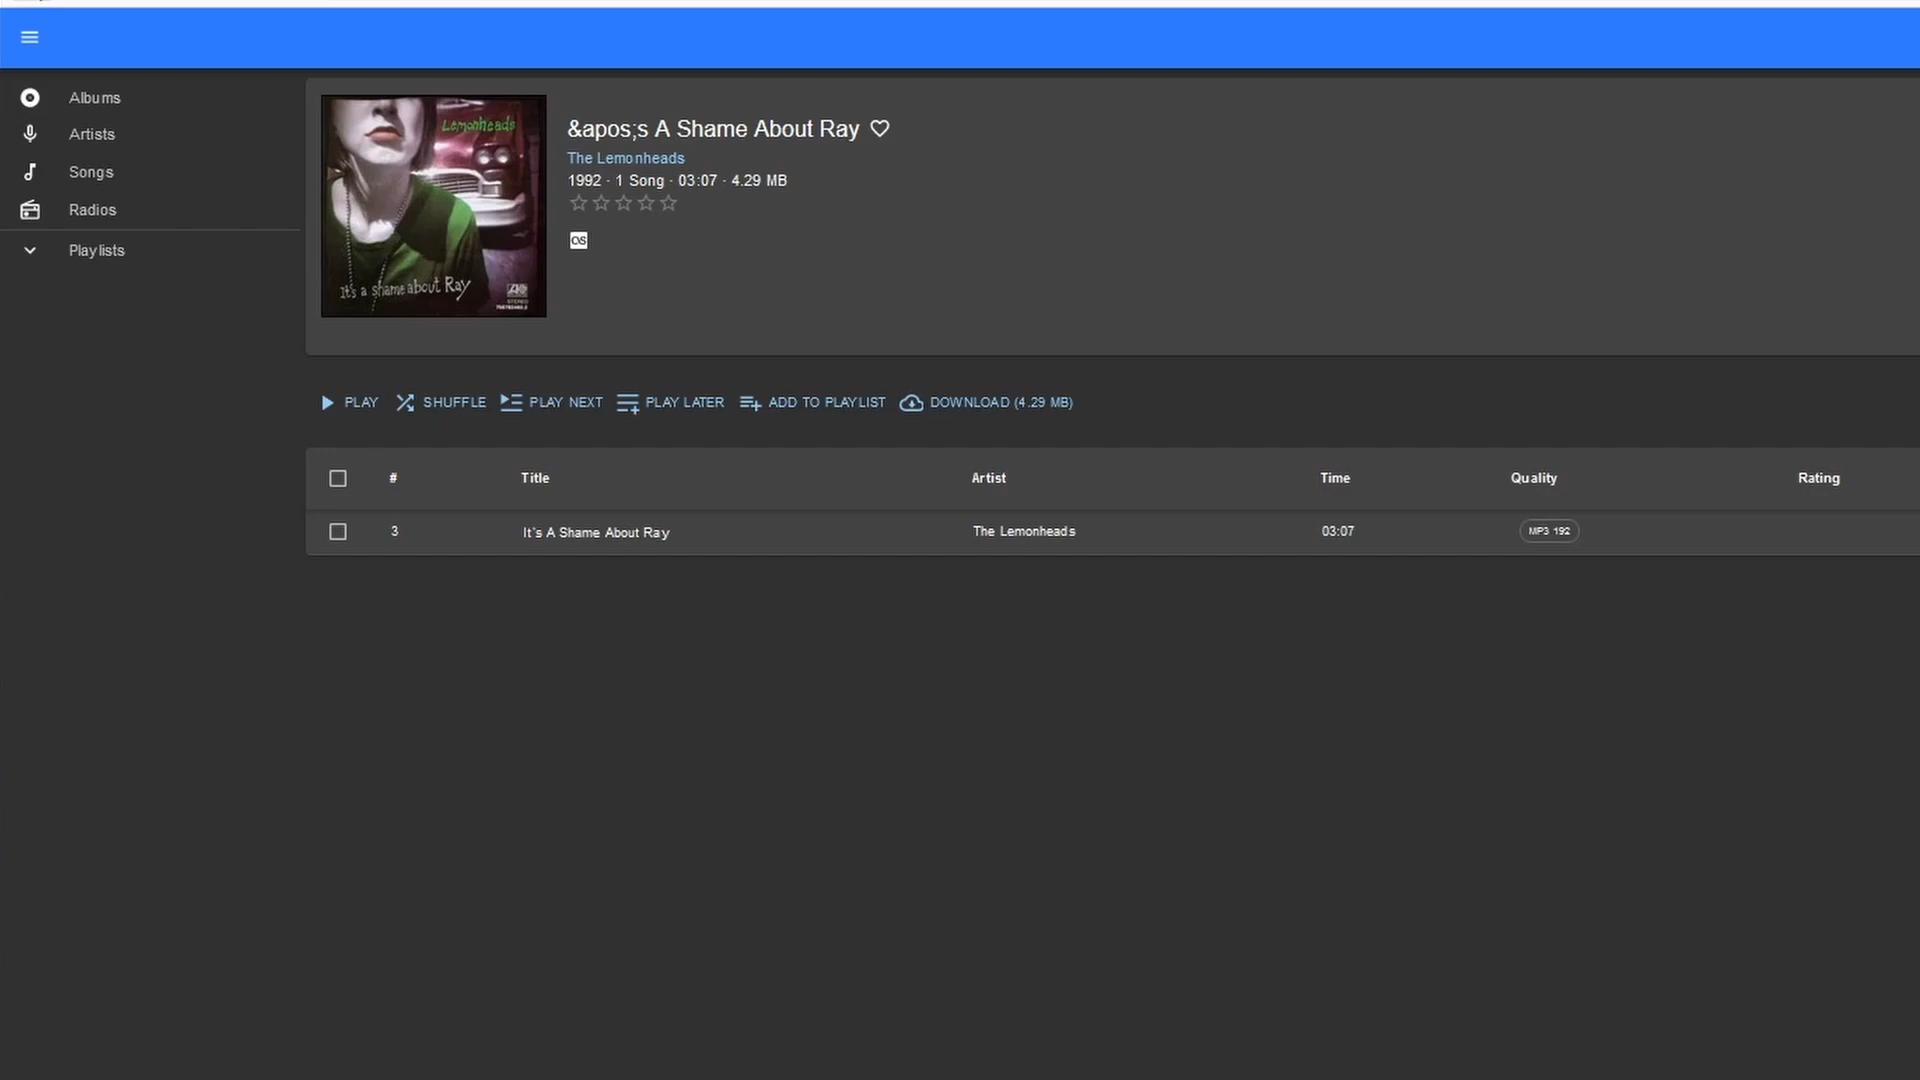 Albums
Artists
Songs
Radios
Playlists
Lemonheads
It's a shame about Ray
STEREO
&apos;s A Shame About Ray
The Lemonheads
1992 · 1 Song · 03:07 · 4.29 MB
PLAY SHUFFLE PLAY NEXT PLAY LATER ADD TO PLAYLIST DOWNLOAD (4.29 MB)
# Title Artist Time Quality Rating
3 It's A Shame About Ray The Lemonheads 03:07 MP3 192